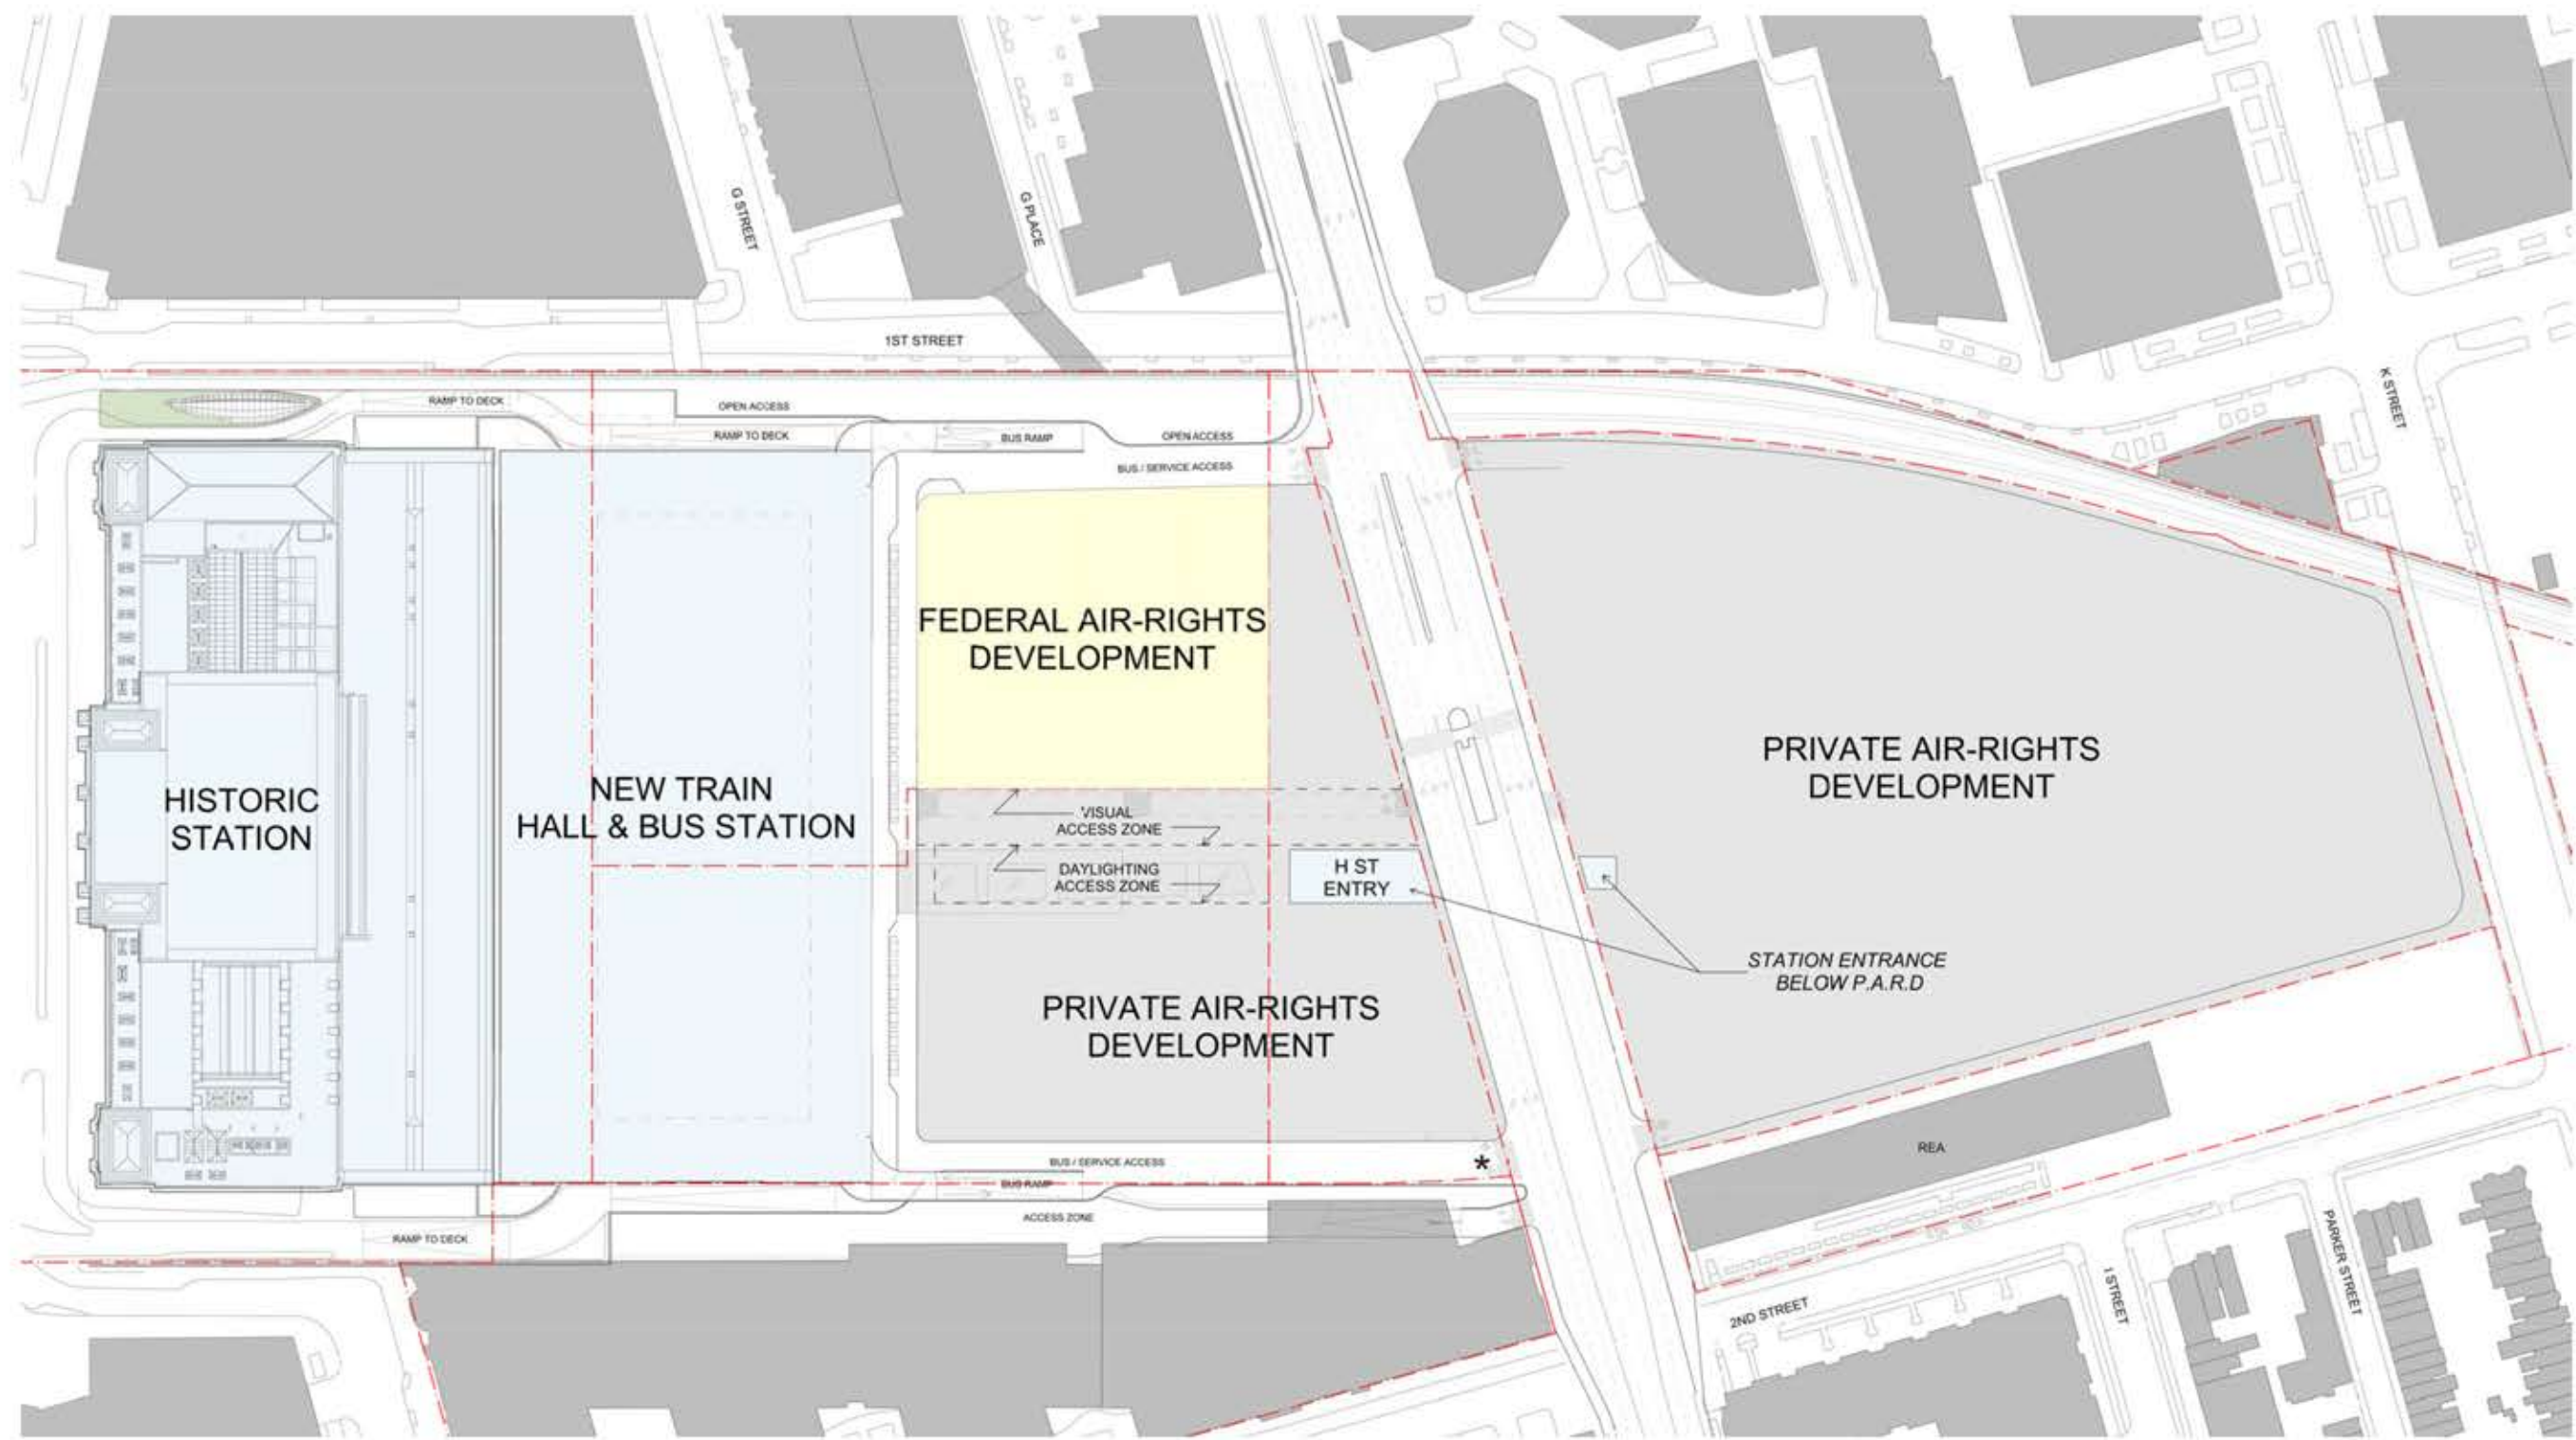 G STREET
G PLACE
1ST STREET
K STREET
RAMP TO DECK
OPEN ACCESS
RAMP TO DECK
BUS RAMP
OPEN ACCESS
BUS / SERVICE ACCESS
FEDERAL AIR-RIGHTS
DEVELOPMENT
HISTORIC
STATION
NEW TRAIN
HALL & BUS STATION
VISUAL
ACCESS ZONE
DAYLIGHTING
ACCESS ZONE
H ST
ENTRY
PRIVATE AIR-RIGHTS
DEVELOPMENT
STATION ENTRANCE
BELOW P.A.R.D
PRIVATE AIR-RIGHTS
DEVELOPMENT
BUS / SERVICE ACCESS
*
BUS RAMP
ACCESS ZONE
RAMP TO DECK
REA
2ND STREET
I STREET
PARKER STREET